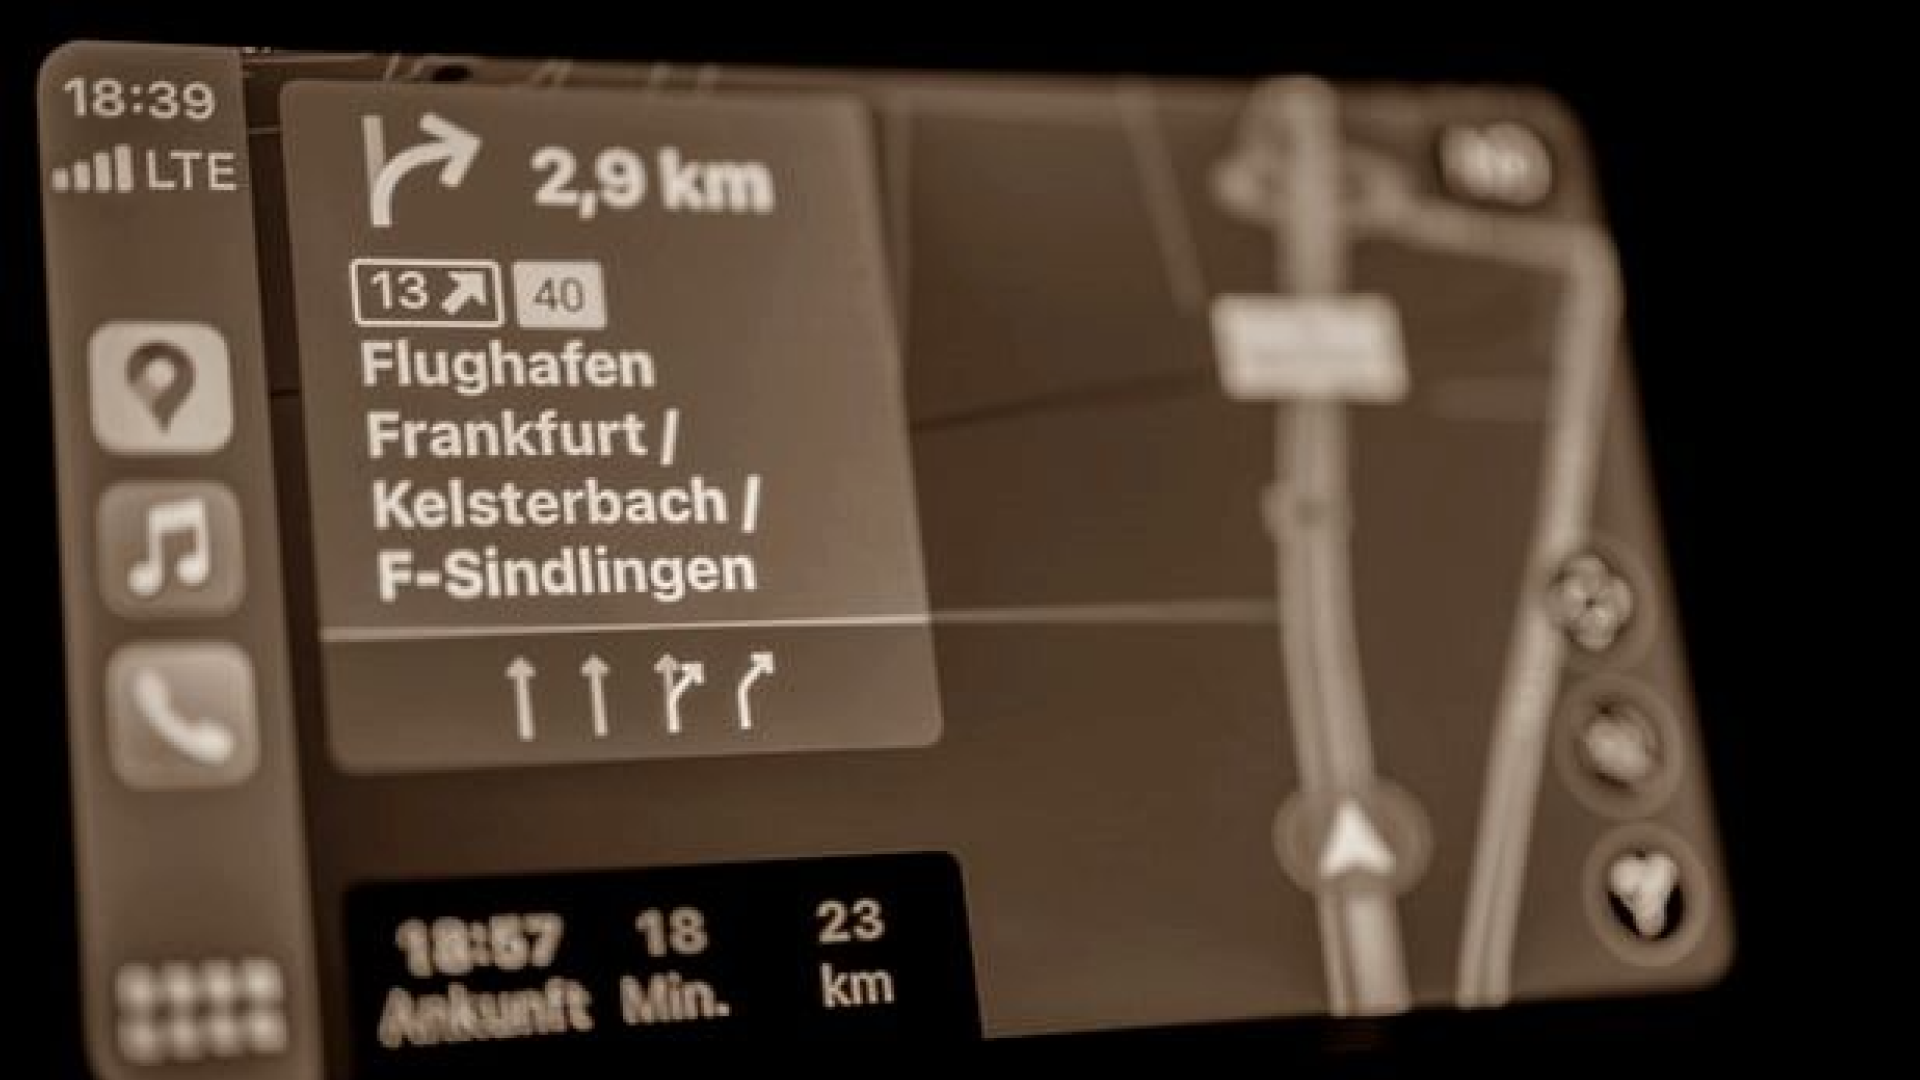 18:39
LTE
2,9 km
13 40
Flughafen
Frankfurt /
Kelsterbach /
F-Sindlingen
18:57 18 23
Ankunft Min. km